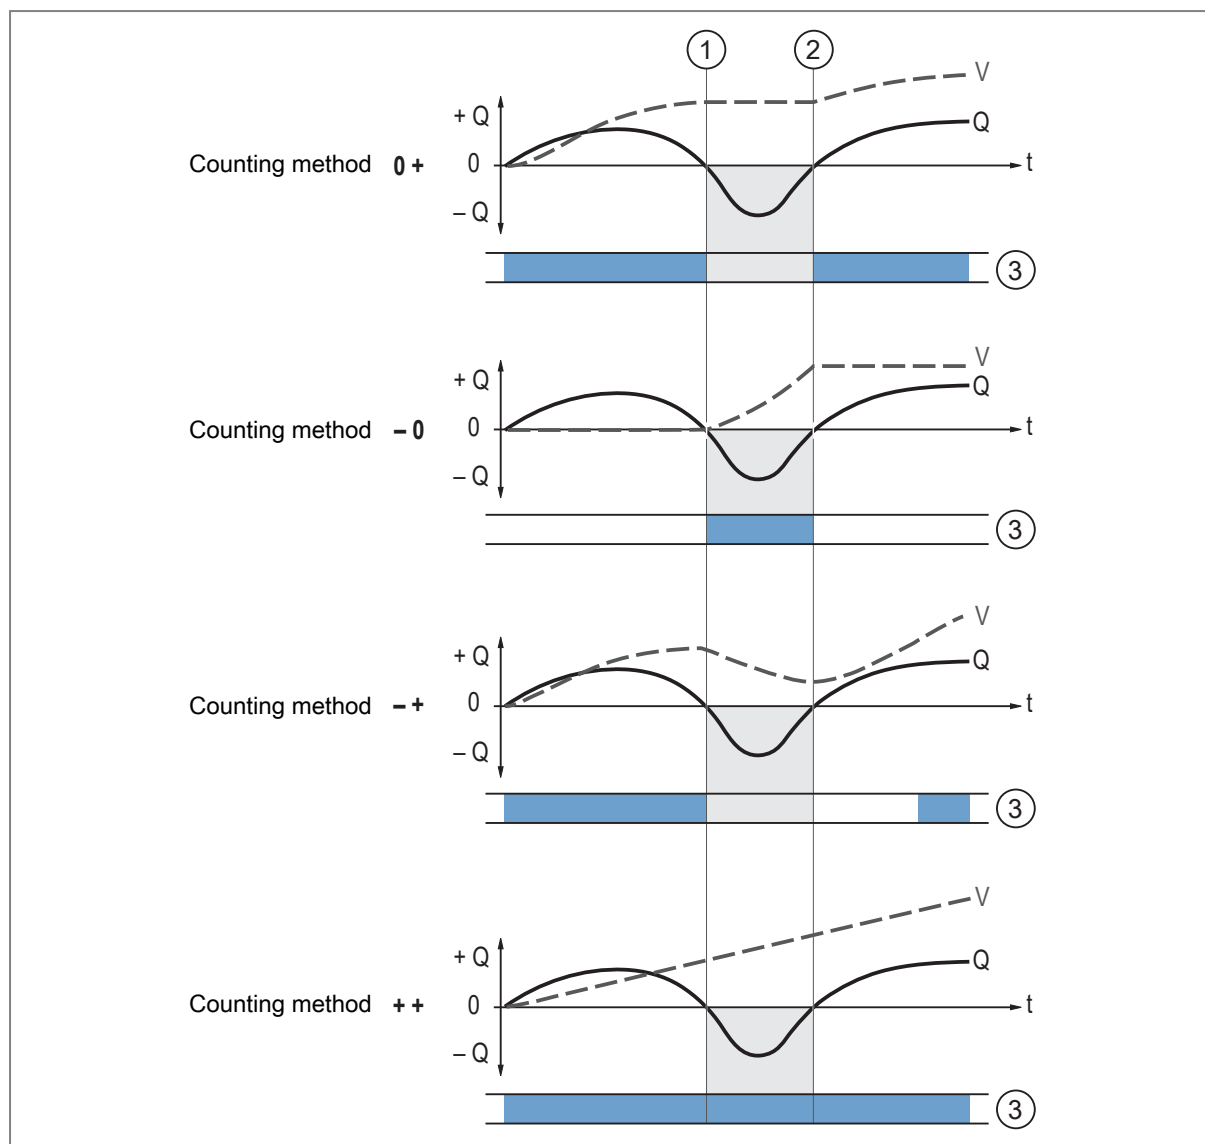 1 2
V
+ Q
Q
Counting method 0 + 0 t
– Q
3
V
+ Q
Q
Counting method – 0 0 t
– Q
3
V
+ Q
Q
Counting method – + 0 t
– Q
3
V
+ Q
Q
Counting method + + 0 t
– Q
3